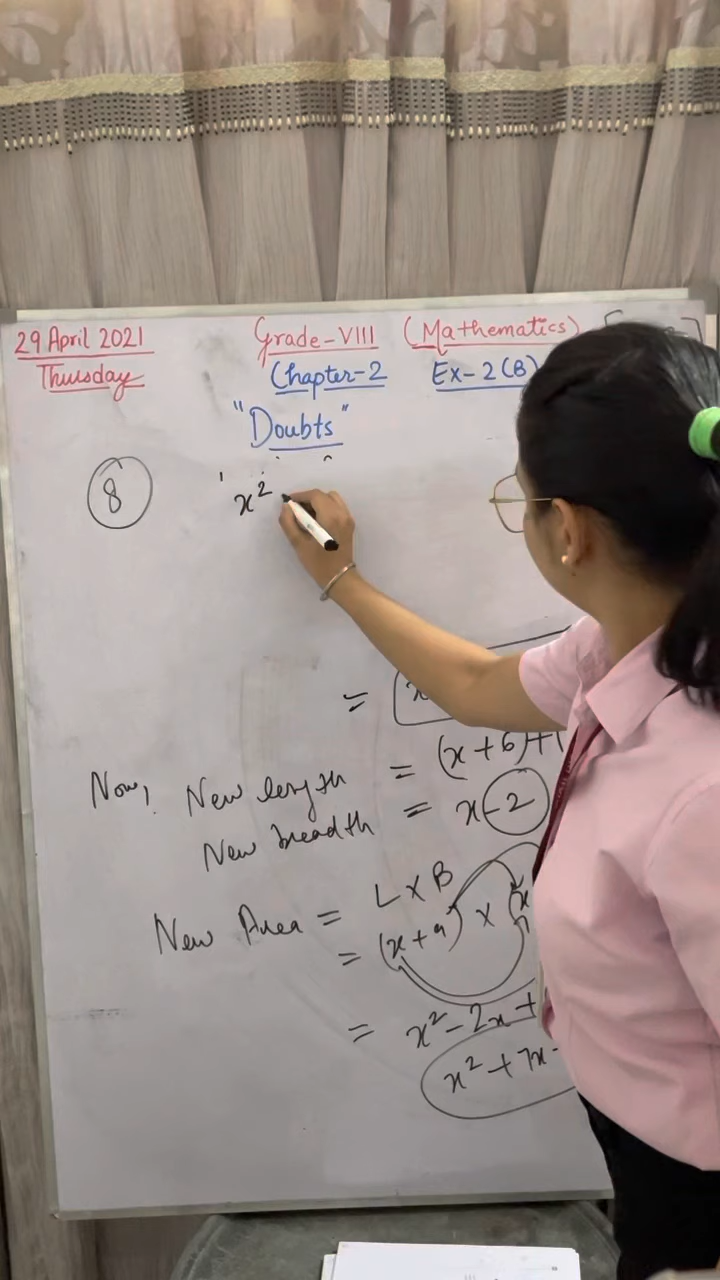 29 April 2021 Grade-VIII (Mathematics)
Thursday Chapter-2 Ex-2(B)
"Doubts"
8 x²
= x
Now, New length = (x+6)+
New breadth = x-2
New Area = L×B
= (x+9) × (x
= x²-2x+
x²+7x-